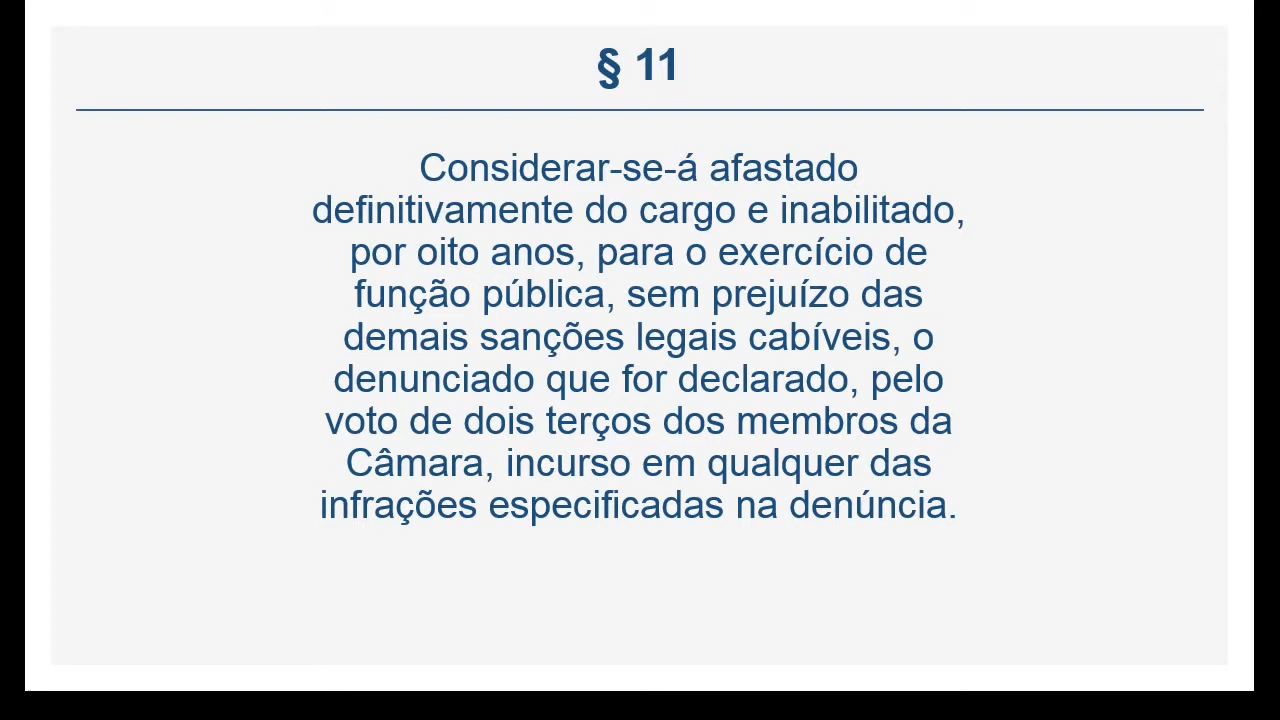 § 11
Considerar-se-á afastado
definitivamente do cargo e inabilitado,
por oito anos, para o exercício de
função pública, sem prejuízo das
demais sanções legais cabíveis, o
denunciado que for declarado, pelo
voto de dois terços dos membros da
Câmara, incurso em qualquer das
infrações especificadas na denúncia.